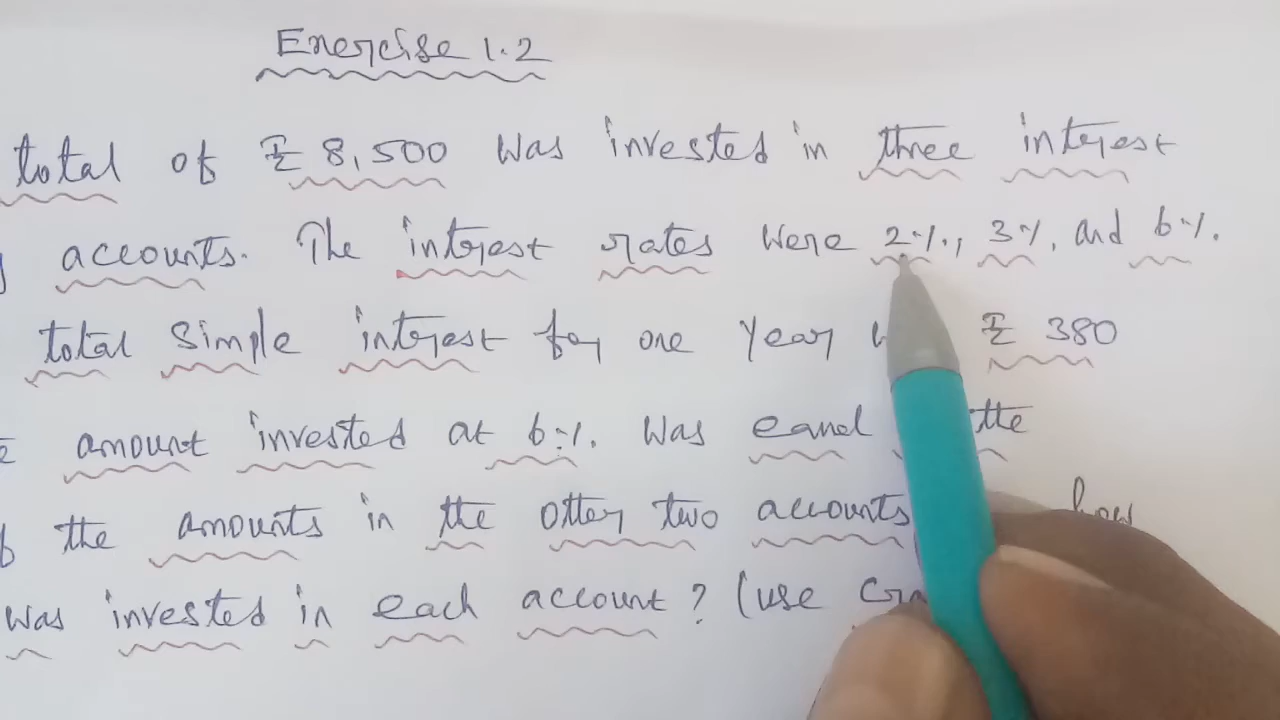 Exercise 1.2
total of ₹ 8,500 was invested in three interest
accounts. The interest rates were 2%, 3%, and 6%.
total simple interest for one year ₹ 380
amount invested at 6%. was equal the
the amounts in the other two accounts how
was invested in each account? (use